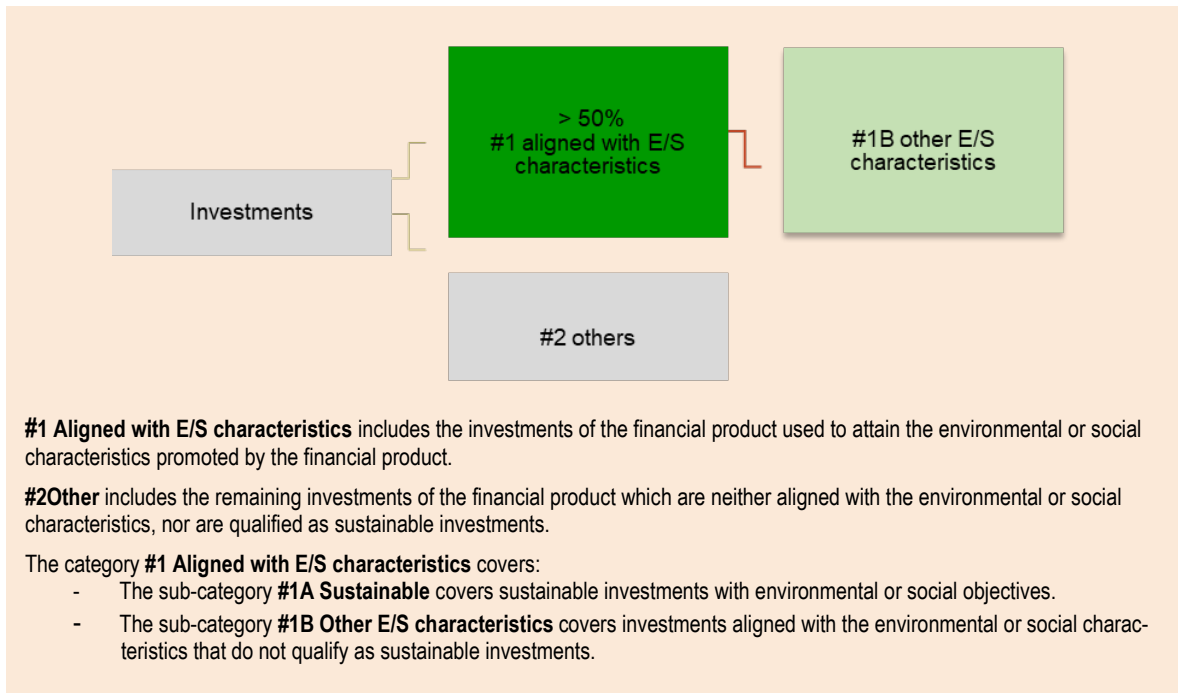 > 50%
#1 aligned with E/S
characteristics
#1B other E/S
characteristics
Investments
#2 others
#1 Aligned with E/S characteristics includes the investments of the financial product used to attain the environmental or social
characteristics promoted by the financial product.
#2Other includes the remaining investments of the financial product which are neither aligned with the environmental or social
characteristics, nor are qualified as sustainable investments.
The category #1 Aligned with E/S characteristics covers:
- The sub-category #1A Sustainable covers sustainable investments with environmental or social objectives.
- The sub-category #1B Other E/S characteristics covers investments aligned with the environmental or social charac-
teristics that do not qualify as sustainable investments.